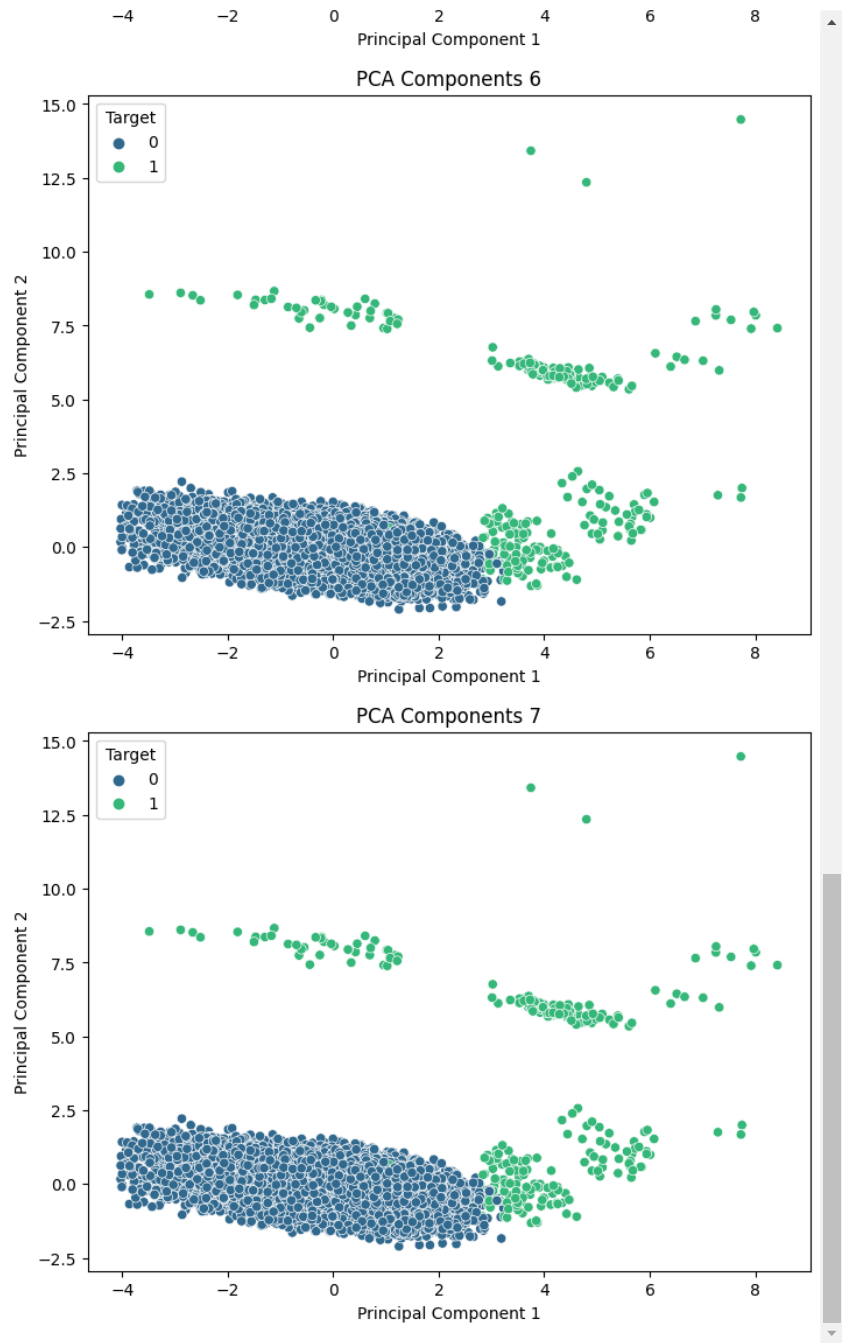 −4 −2 0 2 4 6 8
Principal Component 1
PCA Components 6
Target
0
1
15.0
12.5
10.0
7.5
5.0
2.5
0.0
−2.5
Principal Component 2
−4 −2 0 2 4 6 8
Principal Component 1
PCA Components 7
Target
0
1
15.0
12.5
10.0
7.5
5.0
2.5
0.0
−2.5
Principal Component 2
−4 −2 0 2 4 6 8
Principal Component 1